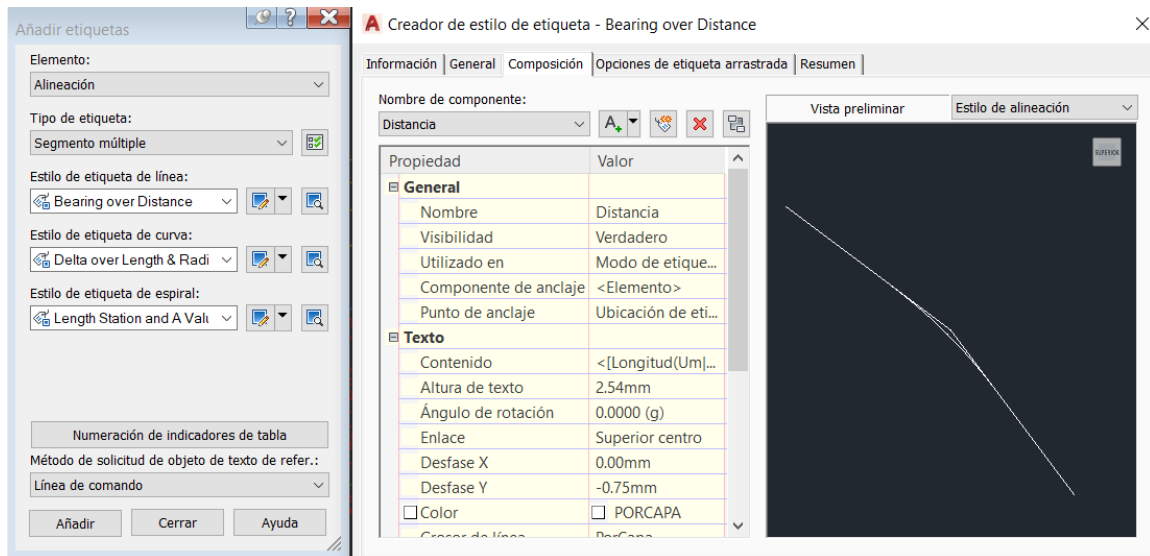 Añadir etiquetas
Elemento:
Alineación
Tipo de etiqueta:
Segmento múltiple
Estilo de etiqueta de línea:
Bearing over Distance
Estilo de etiqueta de curva:
Delta over Length & Radi
Estilo de etiqueta de espiral:
Length Station and A Valu
Numeración de indicadores de tabla
Método de solicitud de objeto de texto de refer.:
Línea de comando
Añadir Cerrar Ayuda
A Creador de estilo de etiqueta - Bearing over Distance
Información General Composición Opciones de etiqueta arrastrada Resumen
Nombre de componente:
Distancia
Vista preliminar Estilo de alineación
Propiedad Valor
General
Nombre Distancia
Visibilidad Verdadero
Utilizado en Modo de etique...
Componente de anclaje <Elemento>
Punto de anclaje Ubicación de eti...
Texto
Contenido <[Longitud(Um|...
Altura de texto 2.54mm
Ángulo de rotación 0.0000 (g)
Enlace Superior centro
Desfase X 0.00mm
Desfase Y -0.75mm
Color PORCAPA
Grosor de línea PorCapa
SUPERIOR